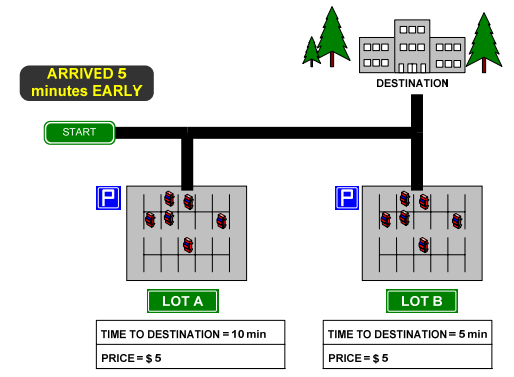 ARRIVED 5
minutes EARLY
DESTINATION
START
P
P
LOT A
LOT B
TIME TO DESTINATION = 10 min
PRICE = $ 5
TIME TO DESTINATION = 5 min
PRICE = $ 5